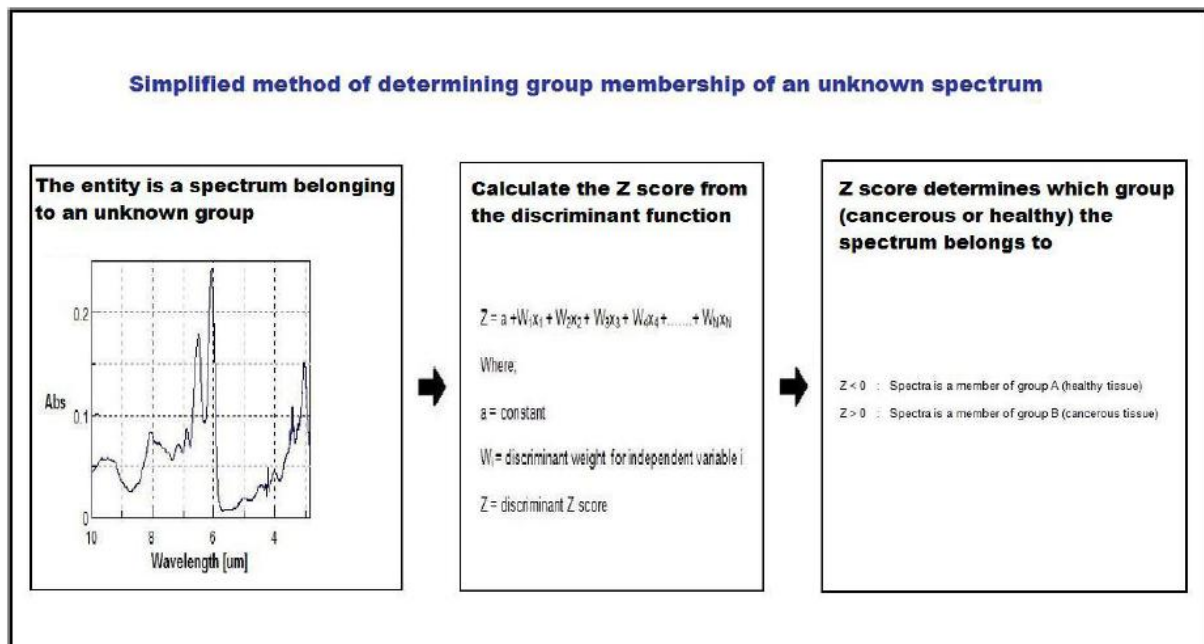 Simplified method of determining group membership of an unknown spectrum
The entity is a spectrum belonging
to an unknown group
0.2
Abs
0.1
0
10 8 6 4
Wavelength [um]
Calculate the Z score from
the discriminant function
Z = a +W₁x₁ + W₂x₂ + W₃x₃ + W₄x₄ +.......+ WₙXₙ
Where;
a = constant
Wᵢ = discriminant weight for independent variable i
Z = discriminant Z score
Z score determines which group
(cancerous or healthy) the
spectrum belongs to
Z < 0 : Spectra is a member of group A (healthy tissue)
Z > 0 : Spectra is a member of group B (cancerous tissue)